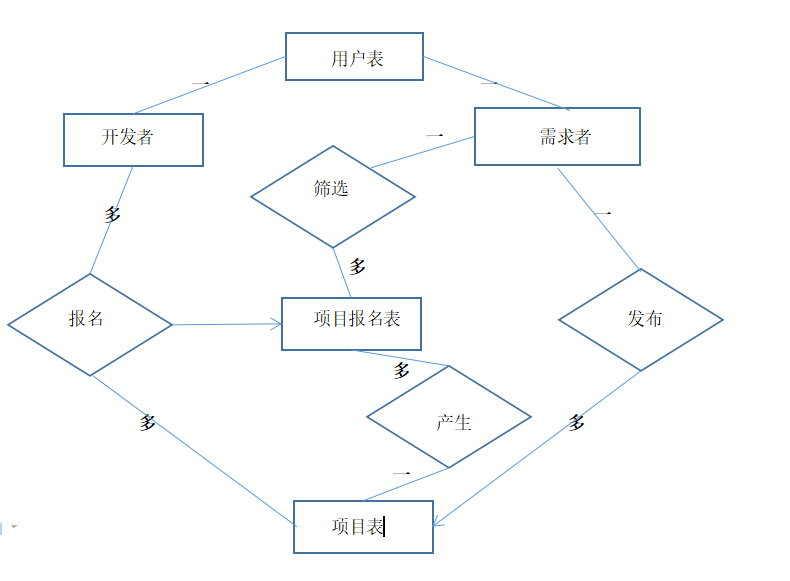 用户表
一
一
开发者
一
需求者
筛选
多
一
多
报名
项目报名表
发布
多
多
产生
多
一
项目表